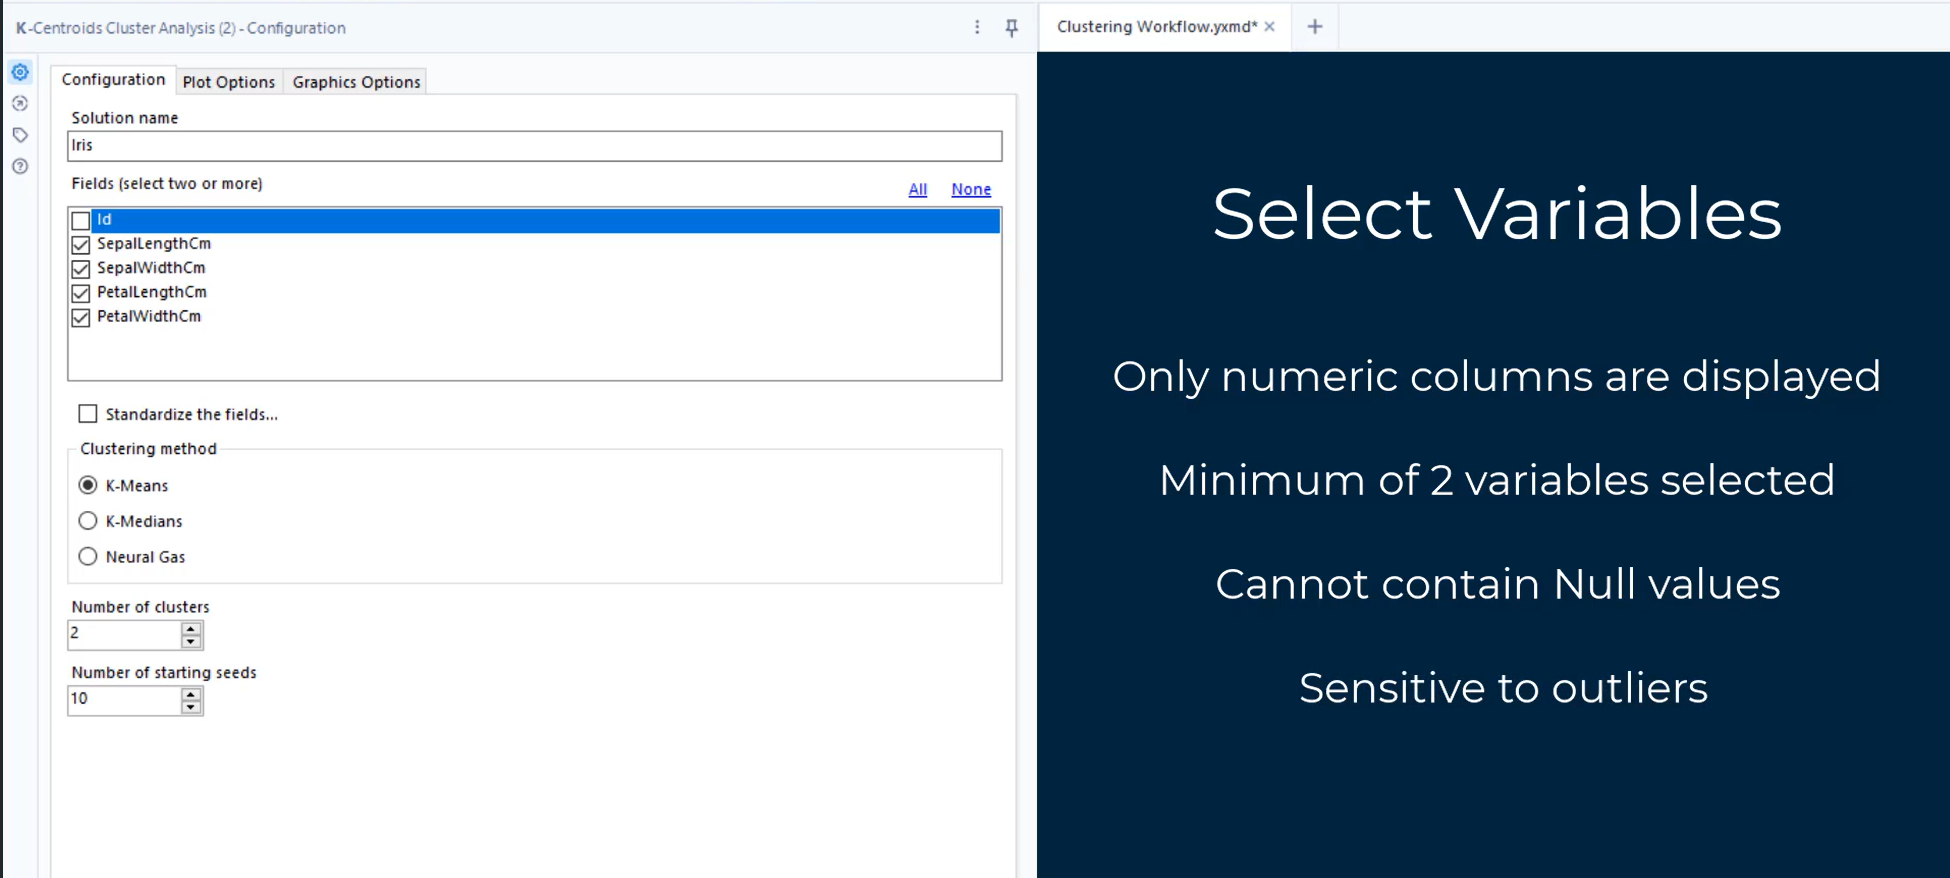 K-Centroids Cluster Analysis (2) - Configuration
Clustering Workflow.yxmd*
Configuration
Plot Options
Graphics Options
Solution name
Iris
Fields (select two or more)
All
None
Id
SepalLengthCm
SepalWidthCm
PetalLengthCm
PetalWidthCm
Standardize the fields...
Clustering method
K-Means
K-Medians
Neural Gas
Number of clusters
2
Number of starting seeds
10
Select Variables
Only numeric columns are displayed
Minimum of 2 variables selected
Cannot contain Null values
Sensitive to outliers